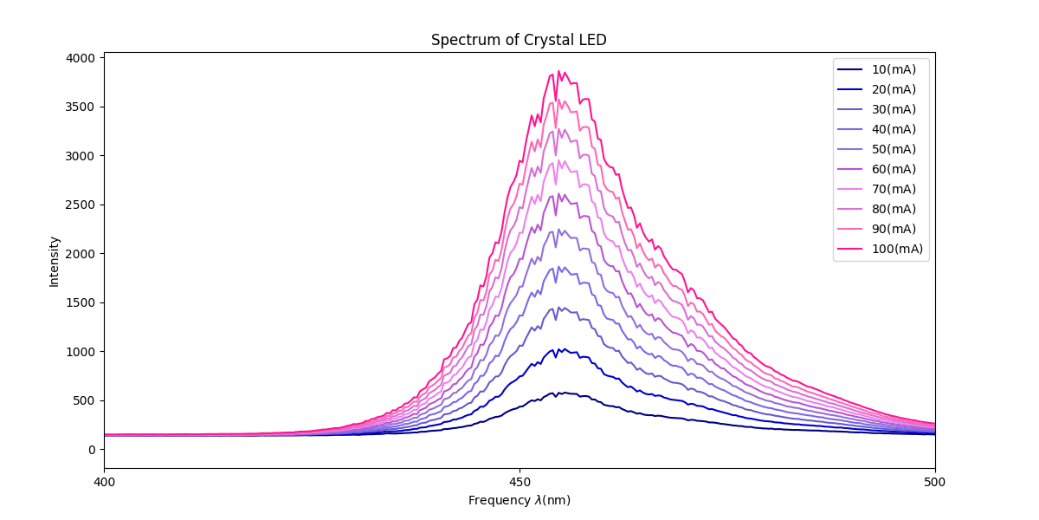 Spectrum of Crystal LED
4000
3500
3000
2500
2000
1500
1000
500
0
Intensity
400
450
500
Frequency λ(nm)
10(mA)
20(mA)
30(mA)
40(mA)
50(mA)
60(mA)
70(mA)
80(mA)
90(mA)
100(mA)